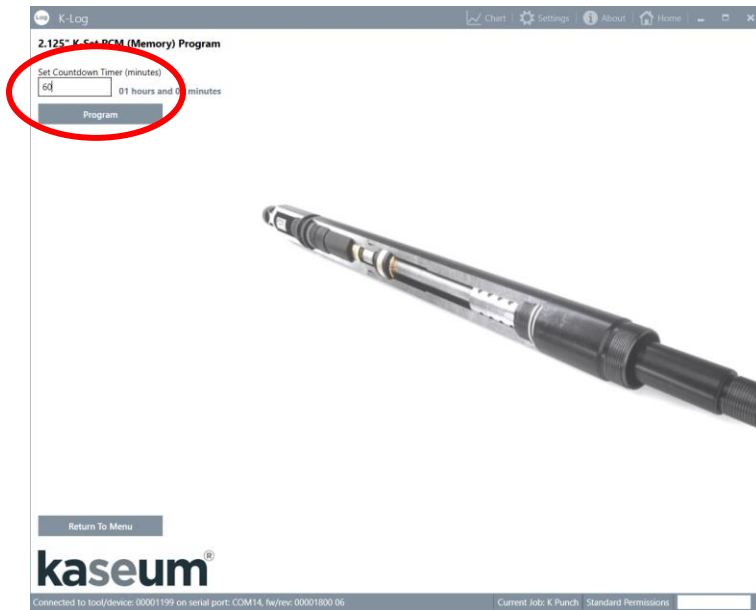 Log K-Log Chart Settings About Home
2.125" K-Set PCM (Memory) Program
Set Countdown Timer (minutes)
60
01 hours and 0 minutes
Program
Return To Menu
kaseum®
Connected to tool/device: 00001199 on serial port: COM14, fw/rev: 00001800 06 Current Job: K Punch Standard Permissions